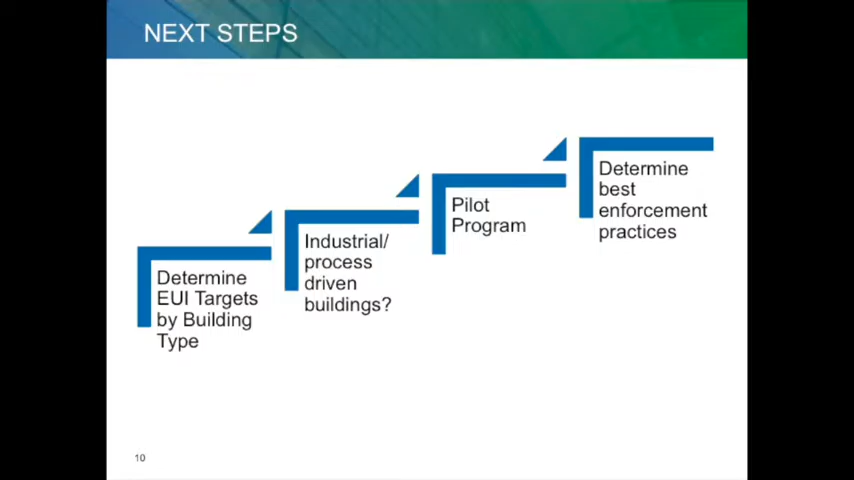 NEXT STEPS
Determine
EUI Targets
by Building
Type
Industrial/
process
driven
buildings?
Pilot
Program
Determine
best
enforcement
practices
10